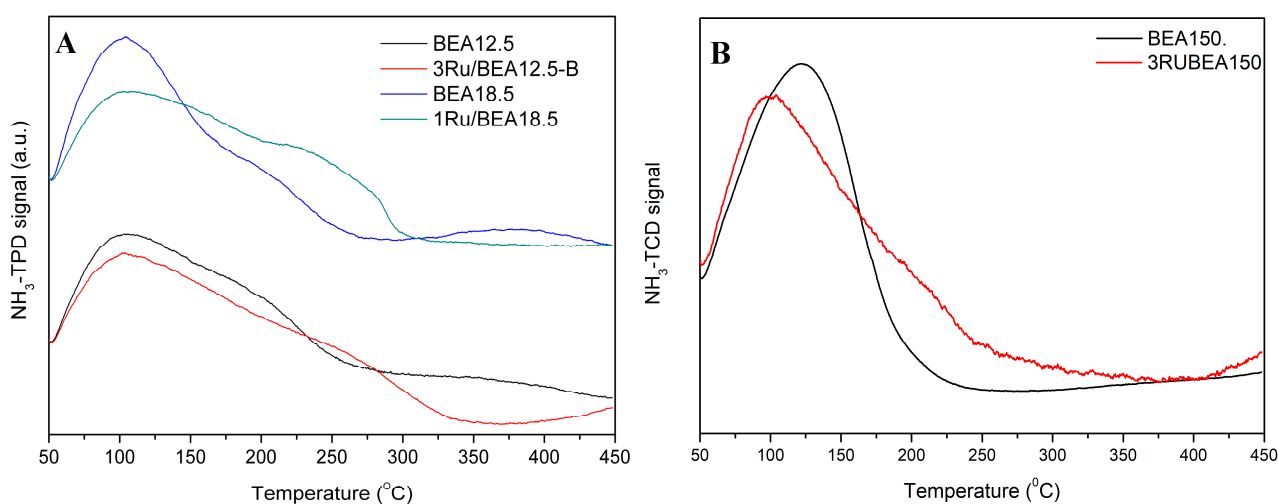 A
BEA12.5
3Ru/BEA12.5-B
BEA18.5
1Ru/BEA18.5
NH₃-TPD signal (a.u.)
50 100 150 200 250 300 350 400 450
Temperature (°C)
B
BEA150.
3RUBEA150
NH₃-TCD signal
50 100 150 200 250 300 350 400 450
Temperature (⁰C)